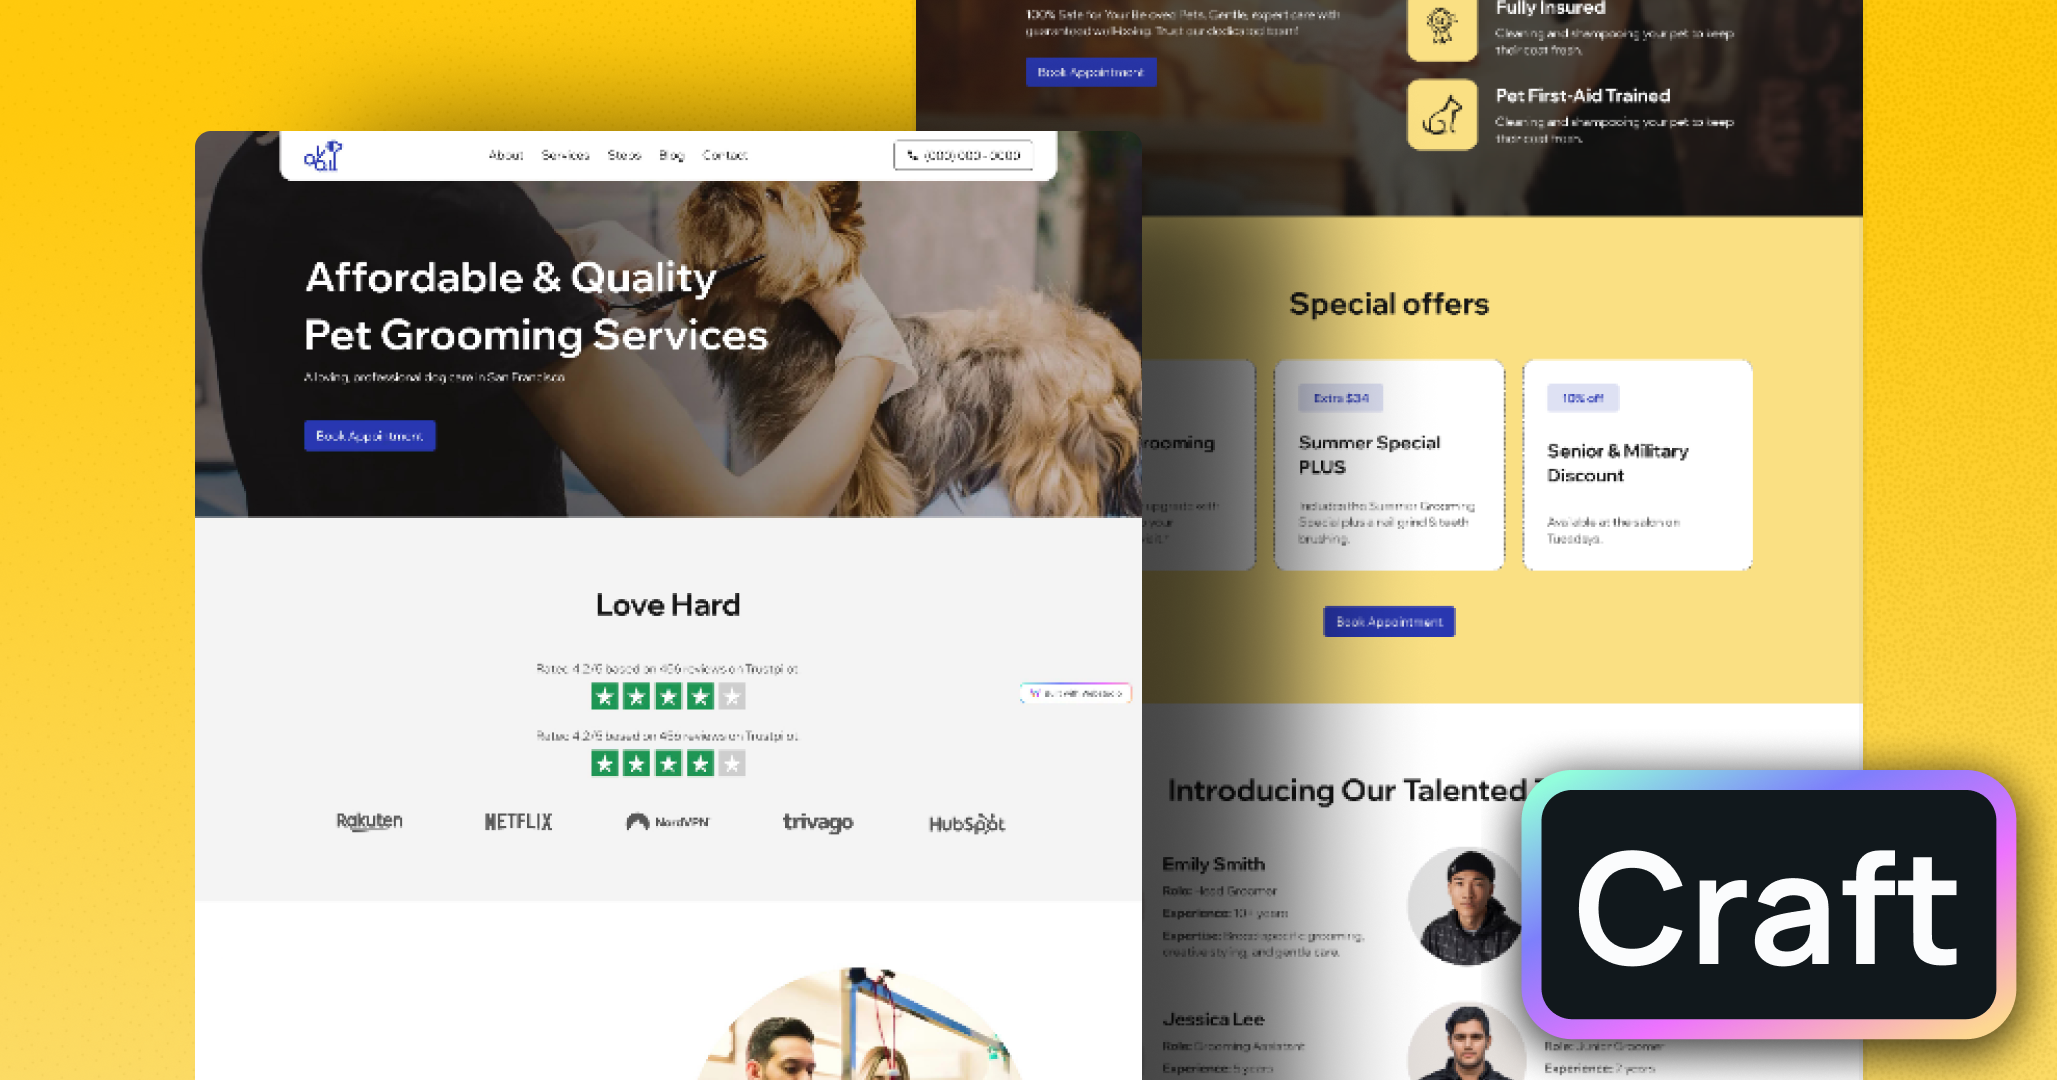 About Services Steps Blog Contact
(000) 000 - 0000
Affordable & Quality
Pet Grooming Services
A loving, professional dog care in San Francisco
Book Appointment
Love Hard
Rated 4.2/5 based on 456 reviews on Trustpilot
Rated 4.2/5 based on 456 reviews on Trustpilot
Rakuten NETFLIX NordVPN trivago HubSpot
Built with Webstudio
100% Safe for Your Beloved Pets. Gentle, expert care with
guaranteed well-being. Trust our dedicated team!
Book Appointment
Fully Insured
Cleaning and shampooing your pet to keep
their coat fresh.
Pet First-Aid Trained
Cleaning and shampooing your pet to keep
their coat fresh.
Special offers
rooming
upgrade with
your
Extra $34
Summer Special
PLUS
Includes the Summer Grooming
Special plus a nail grind & teeth
brushing.
10% off
Senior & Military
Discount
Available at the salon on
Tuesdays.
Book Appointment
Introducing Our Talented
Emily Smith
Role: Head Groomer
Experience: 10+ years
Expertise: Breed-specific grooming,
creative styling, and gentle care.
Jessica Lee
Role: Grooming Assistant
Experience: 5 years
Role: Junior Groomer
Experience: 2 years
Craft